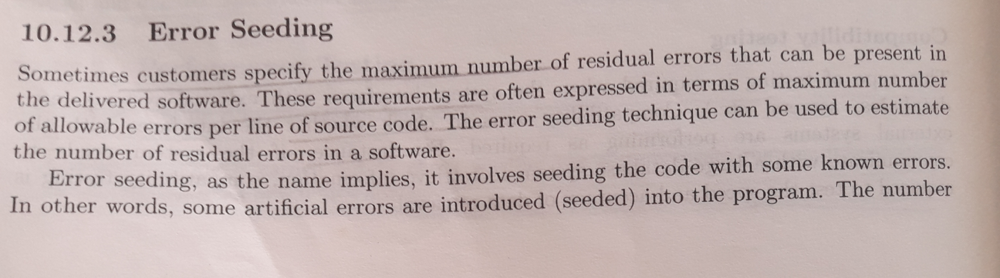 10.12.3 Error Seeding
Sometimes customers specify the maximum number of residual errors that can be present in
the delivered software. These requirements are often expressed in terms of maximum number
of allowable errors per line of source code. The error seeding technique can be used to estimate
the number of residual errors in a software.
Error seeding, as the name implies, it involves seeding the code with some known errors.
In other words, some artificial errors are introduced (seeded) into the program. The number